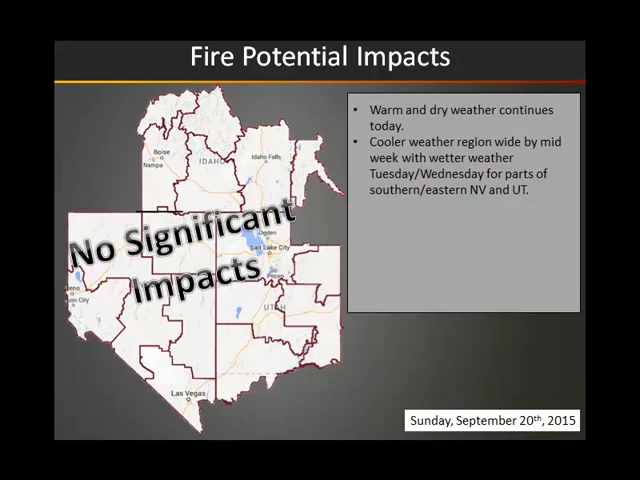 Fire Potential Impacts
• Warm and dry weather continues
today.
• Cooler weather region wide by mid
week with wetter weather
Tuesday/Wednesday for parts of
southern/eastern NV and UT.
Boise
Nampa
IDAHO
Idaho Falls
No Significant
Impacts
Ogden
Salt Lake City
Provo
UTAH
Las Vegas
Sunday, September 20th, 2015